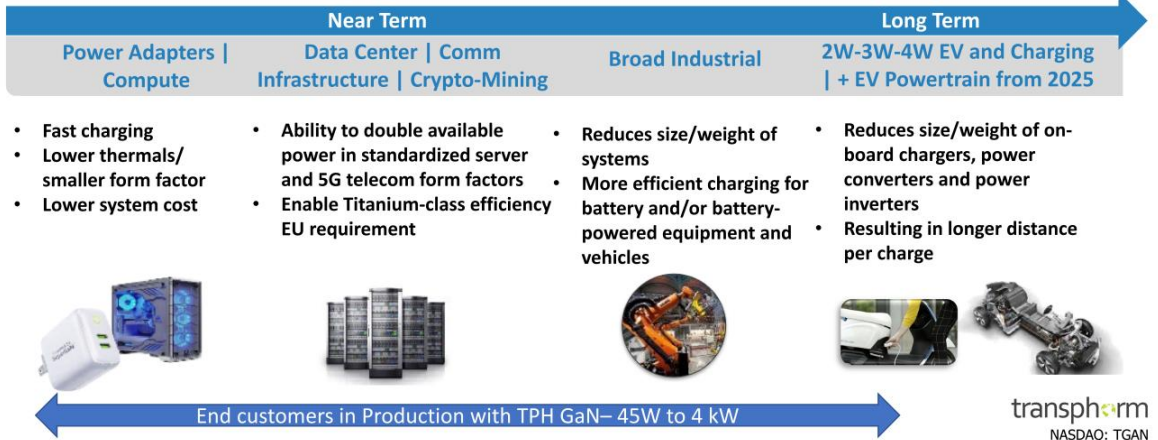 Near Term
Long Term
Power Adapters |
Compute
Data Center | Comm
Infrastructure | Crypto-Mining
Broad Industrial
2W-3W-4W EV and Charging
| + EV Powertrain from 2025
• Fast charging
• Lower thermals/
smaller form factor
• Lower system cost
• Ability to double available
power in standardized server
and 5G telecom form factors
• Enable Titanium-class efficiency
EU requirement
• Reduces size/weight of
systems
• More efficient charging for
battery and/or battery-
powered equipment and
vehicles
• Reduces size/weight of on-
board chargers, power
converters and power
inverters
• Resulting in longer distance
per charge
End customers in Production with TPH GaN– 45W to 4 kW
transphorm
NASDAQ: TGAN